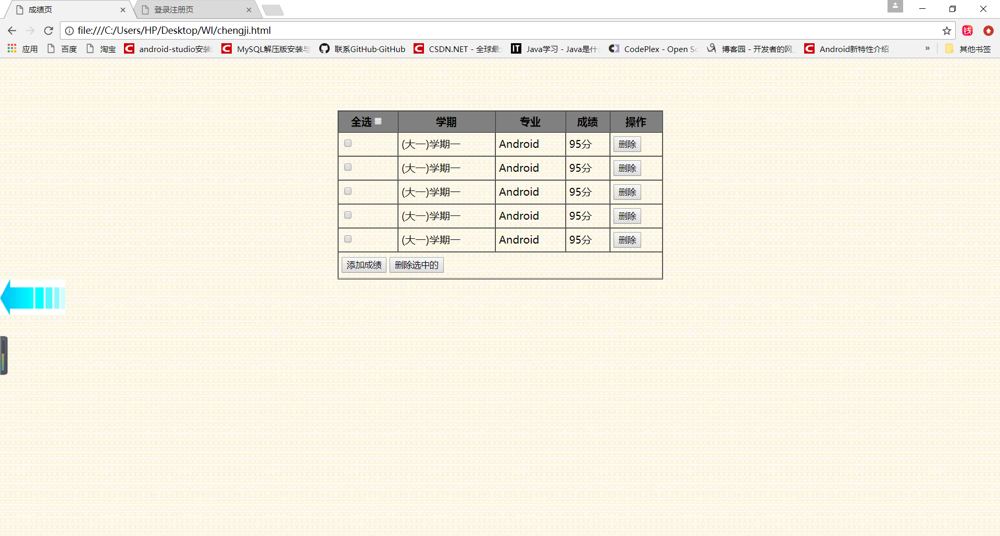 成绩页
登录注册页
file:///C:/Users/HP/Desktop/WI/chengji.html
应用 百度 淘宝 android-studio安装 MySQL解压版安装与 联系GitHub·GitHub CSDN.NET - 全球最 Java学习 - Java是什 CodePlex - Open Sc 博客园 - 开发者的网 Android新特性介绍 » 其他书签
钱
全选 学期 专业 成绩 操作
(大一)学期一 Android 95分 删除
(大一)学期一 Android 95分 删除
(大一)学期一 Android 95分 删除
(大一)学期一 Android 95分 删除
(大一)学期一 Android 95分 删除
添加成绩 删除选中的